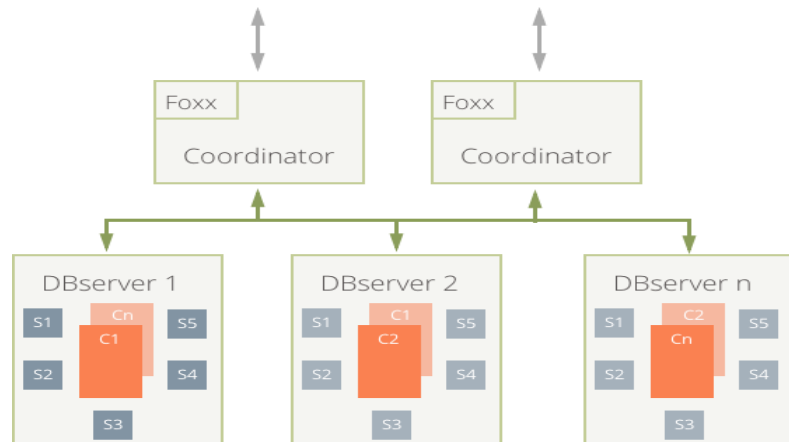 Foxx
Coordinator
Foxx
Coordinator
DBserver 1
S1
Cn
C1
S5
S2
S4
S3
DBserver 2
S1
C1
C2
S5
S2
S4
S3
DBserver n
S1
C2
Cn
S5
S2
S4
S3